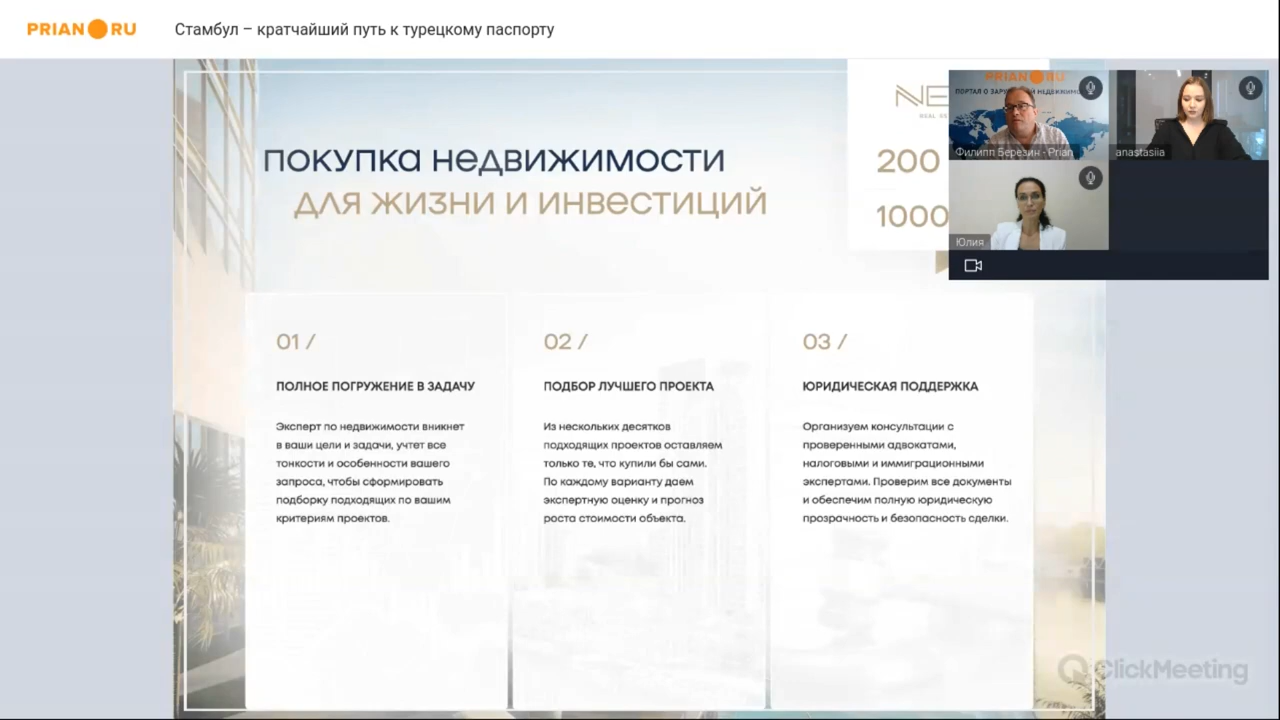 PRIAN RU
Стамбул – кратчайший путь к турецкому паспорту
ПОКУПКА НЕДВИЖИМОСТИ
ДЛЯ ЖИЗНИ И ИНВЕСТИЦИЙ
200
1000
PRIAN RU
Филипп Березин - Prian
anastasiia
Юлия
01 /
ПОЛНОЕ ПОГРУЖЕНИЕ В ЗАДАЧУ
Эксперт по недвижимости вникнет
в ваши цели и задачи, учтет все
тонкости и особенности вашего
запроса, чтобы сформировать
подборку подходящих по вашим
критериям проектов.
02 /
ПОДБОР ЛУЧШЕГО ПРОЕКТА
Из нескольких десятков
подходящих проектов оставляем
только те, что купили бы сами.
По каждому варианту даем
экспертную оценку и прогноз
роста стоимости объекта.
03 /
ЮРИДИЧЕСКАЯ ПОДДЕРЖКА
Организуем консультации с
проверенными адвокатами,
налоговыми и иммиграционными
экспертами. Проверим все документы
и обеспечим полную юридическую
прозрачность и безопасность сделки.
ClickMeeting